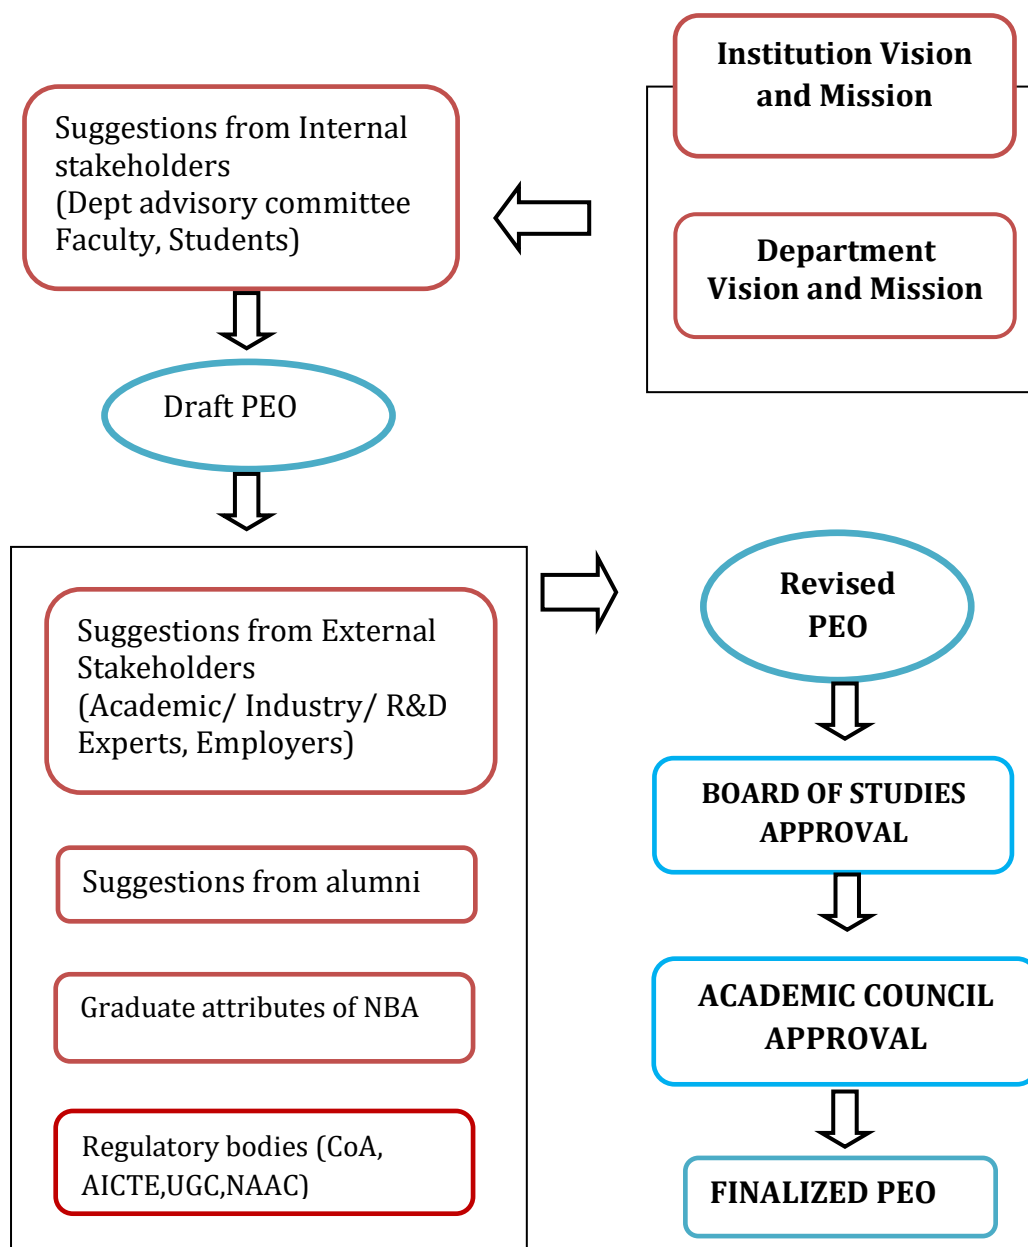 Institution Vision
and Mission
Department
Vision and Mission
Suggestions from Internal
stakeholders
(Dept advisory committee
Faculty, Students)
Draft PEO
Suggestions from External
Stakeholders
(Academic/ Industry/ R&D
Experts, Employers)
Suggestions from alumni
Graduate attributes of NBA
Regulatory bodies (CoA,
AICTE,UGC,NAAC)
Revised
PEO
BOARD OF STUDIES
APPROVAL
ACADEMIC COUNCIL
APPROVAL
FINALIZED PEO